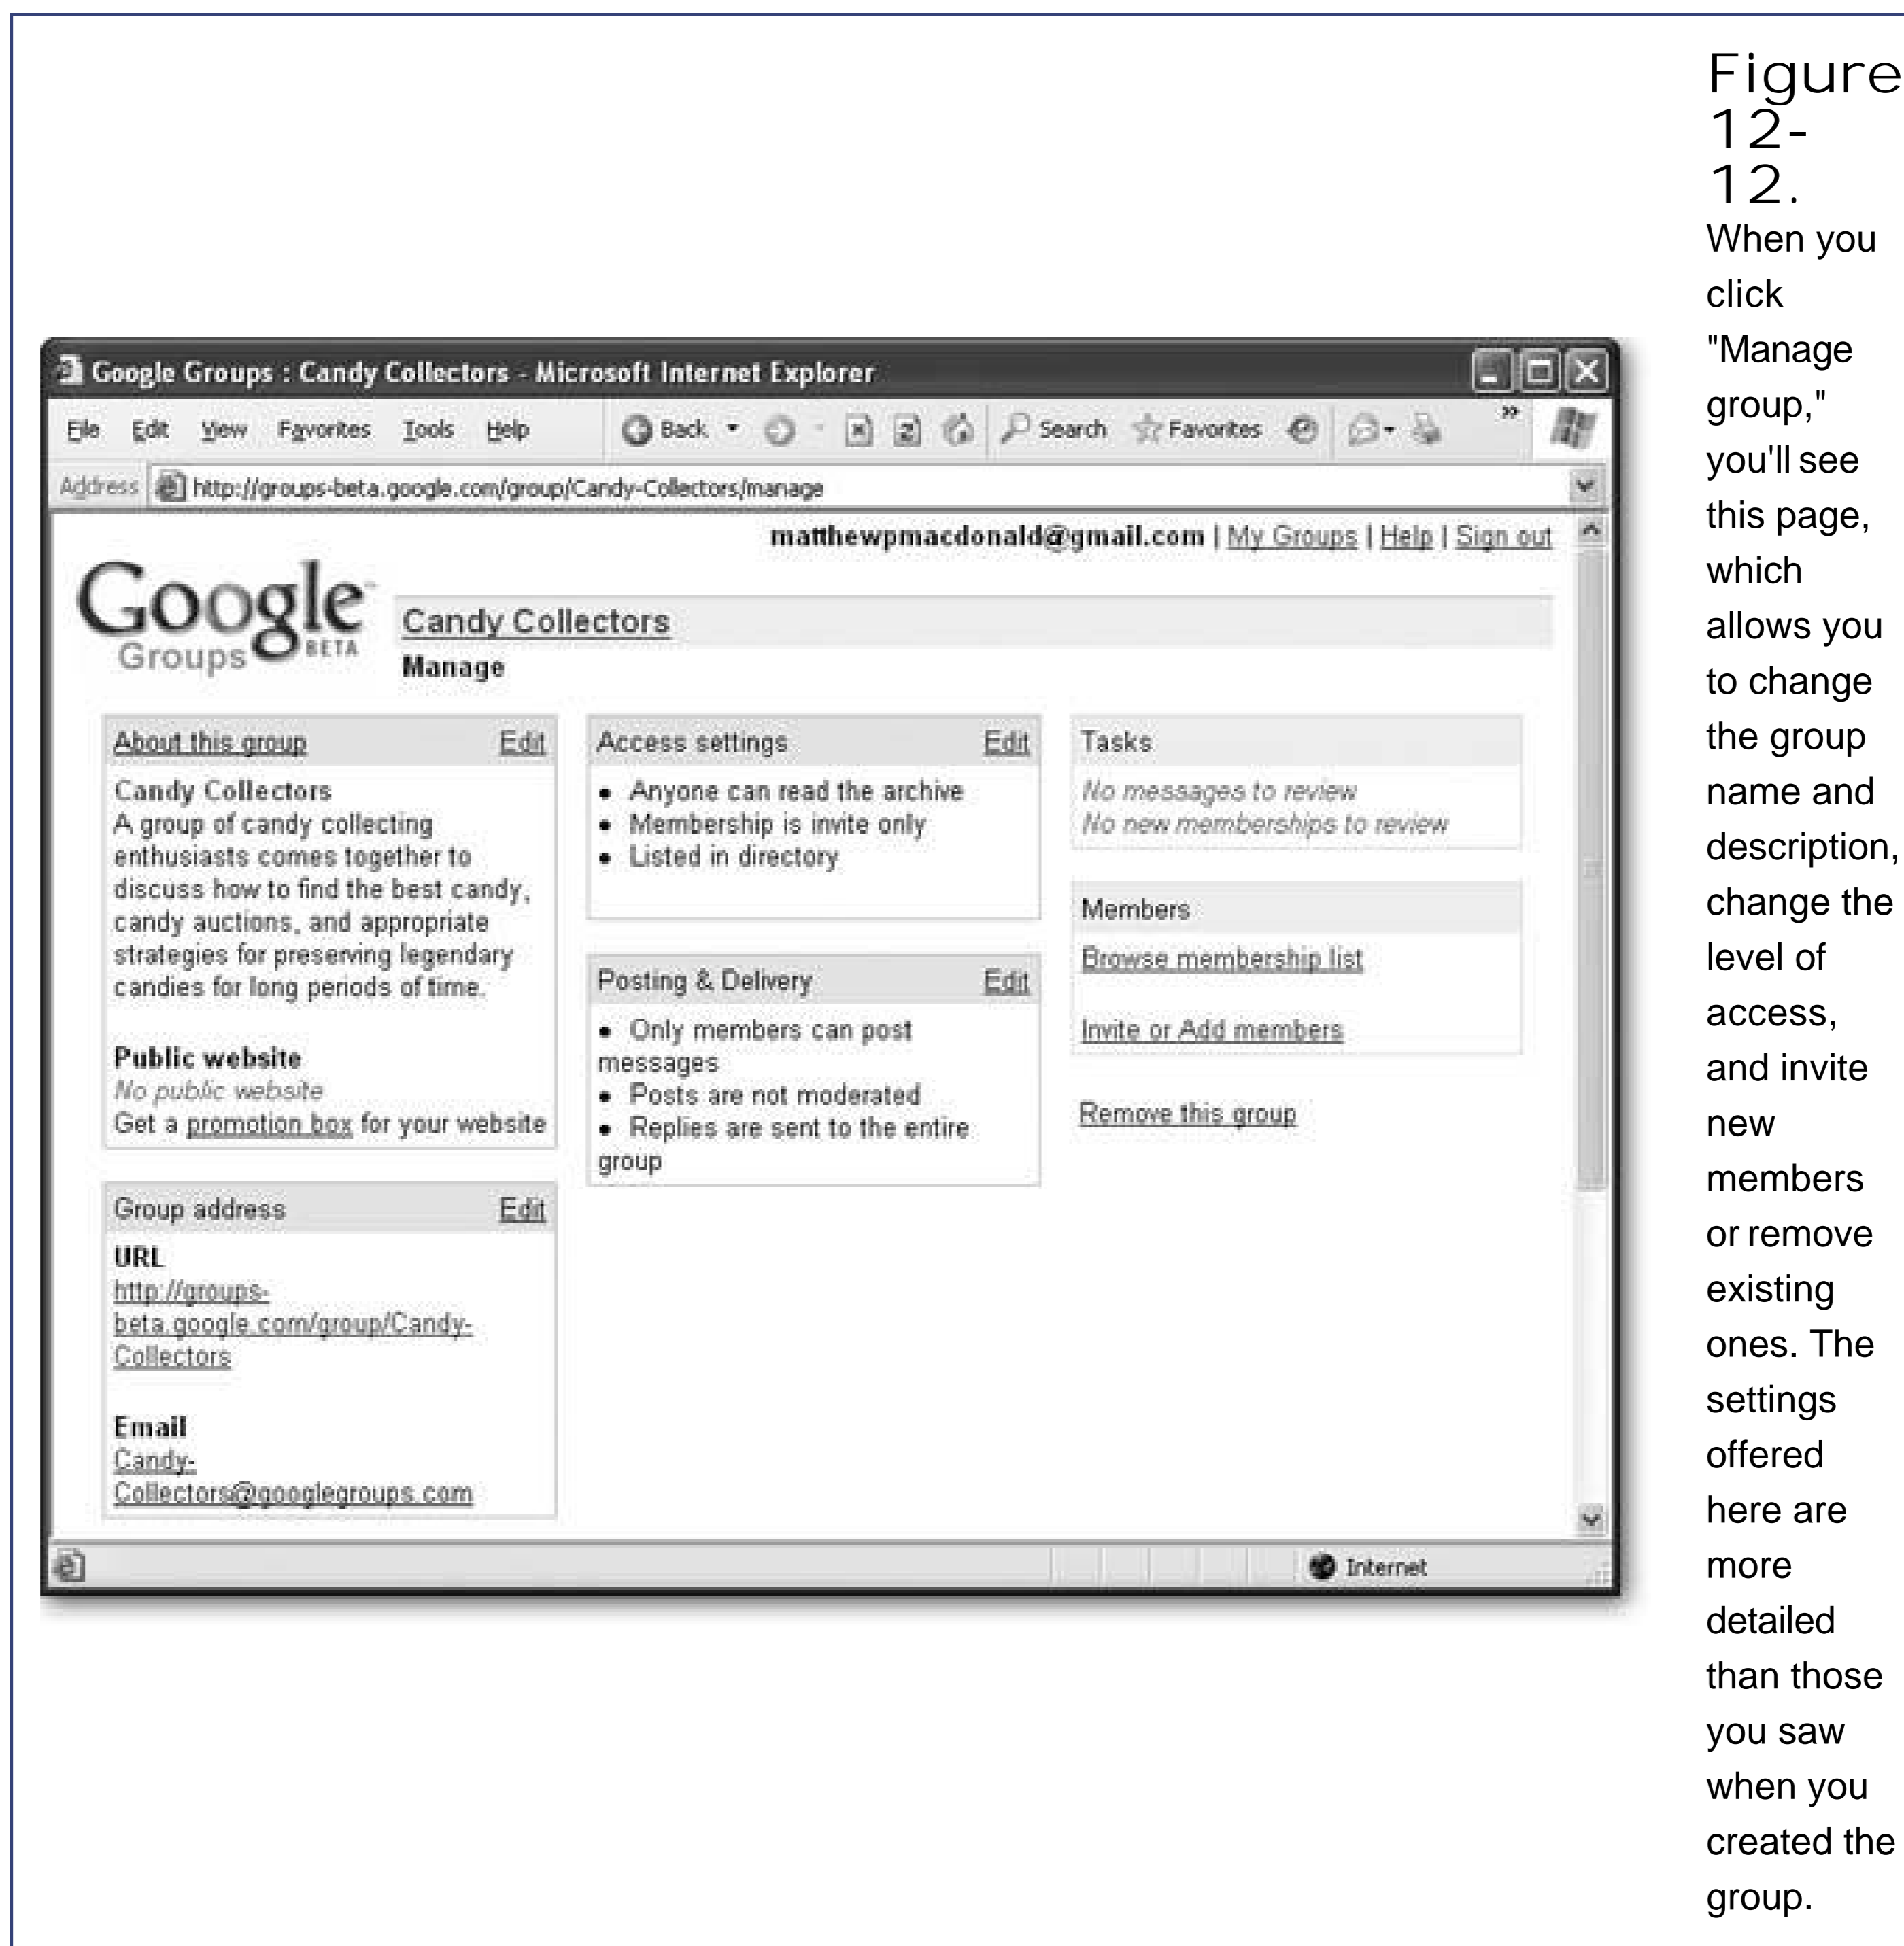 Google Groups : Candy Collectors - Microsoft Internet Explorer
File Edit View Favorites Tools Help Back Search Favorites »
Address http://groups-beta.google.com/group/Candy-Collectors/manage
matthewpmacdonald@gmail.com | My Groups | Help | Sign out
Google™
Groups BETA
Candy Collectors
Manage
About this group Edit
Candy Collectors
A group of candy collecting
enthusiasts comes together to
discuss how to find the best candy,
candy auctions, and appropriate
strategies for preserving legendary
candies for long periods of time.
Public website
No public website
Get a promotion box for your website
Group address Edit
URL
http://groups-
beta.google.com/group/Candy-
Collectors
Email
Candy-
Collectors@googlegroups.com
Access settings Edit
• Anyone can read the archive
• Membership is invite only
• Listed in directory
Posting & Delivery Edit
• Only members can post
messages
• Posts are not moderated
• Replies are sent to the entire
group
Tasks
No messages to review
No new memberships to review
Members
Browse membership list
Invite or Add members
Remove this group
Internet
Figure
12-
12.
When you
click
"Manage
group,"
you'll see
this page,
which
allows you
to change
the group
name and
description,
change the
level of
access,
and invite
new
members
or remove
existing
ones. The
settings
offered
here are
more
detailed
than those
you saw
when you
created the
group.